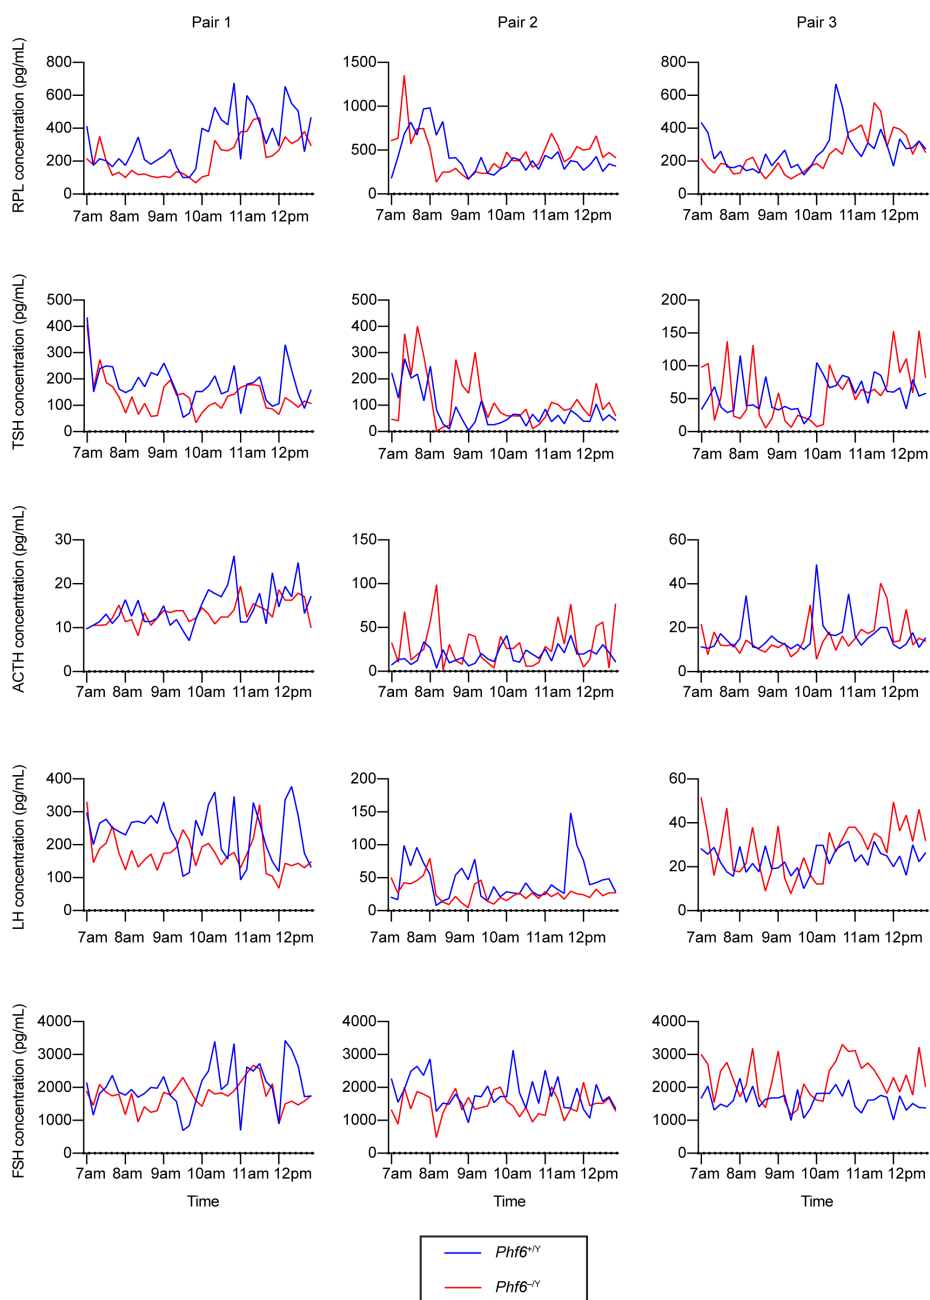 Pair 1 Pair 2 Pair 3
RPL concentration (pg/mL)
800 1500 800
600 1000 600
400 500 400
200 200
0 0 0
7am 8am 9am 10am 11am 12pm 7am 8am 9am 10am 11am 12pm 7am 8am 9am 10am 11am 12pm
TSH concentration (pg/mL)
500 500 200
400 400 150
300 300 100
200 200 50
100 100
0 0 0
7am 8am 9am 10am 11am 12pm 7am 8am 9am 10am 11am 12pm 7am 8am 9am 10am 11am 12pm
ACTH concentration (pg/mL)
30 150 60
20 100 40
10 50 20
0 0 0
7am 8am 9am 10am 11am 12pm 7am 8am 9am 10am 11am 12pm 7am 8am 9am 10am 11am 12pm
LH concentration (pg/mL)
400 200 60
300 150 40
200 100 20
100 50
0 0 0
7am 8am 9am 10am 11am 12pm 7am 8am 9am 10am 11am 12pm 7am 8am 9am 10am 11am 12pm
FSH concentration (pg/mL)
4000 4000 4000
3000 3000 3000
2000 2000 2000
1000 1000 1000
0 0 0
7am 8am 9am 10am 11am 12pm 7am 8am 9am 10am 11am 12pm 7am 8am 9am 10am 11am 12pm
Time Time Time
Phf6+/Y
Phf6–/Y